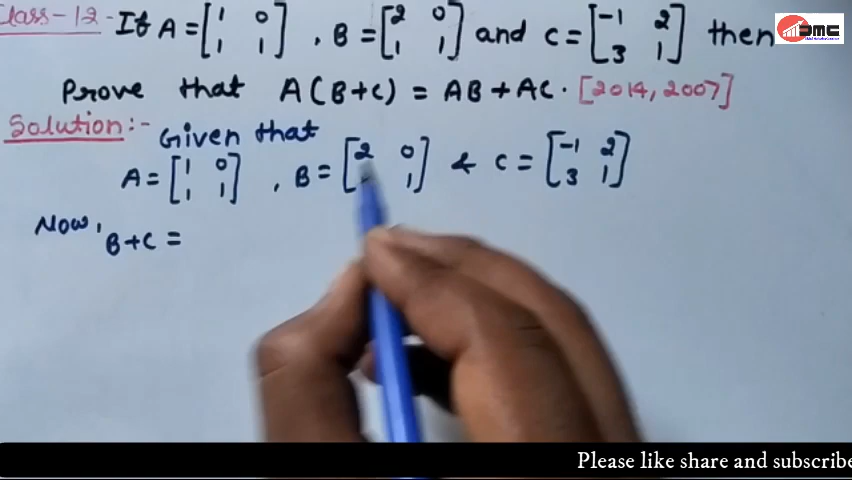 Class-12 - If A = [1 0 1 1], B = [2 0 1 1] and C = [-1 2 3 1] then
Prove that A(B+C) = AB + AC. [2014, 2007]
Solution:- Given that
A = [1 0 1 1], B = [2 0 1] & C = [-1 2 3 1]
Now, B+C =
DMC
Please like share and subscribe